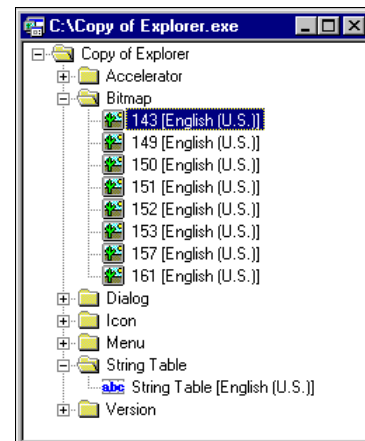 C:\Copy of Explorer.exe
Copy of Explorer
Accelerator
Bitmap
143 [English (U.S.)]
149 [English (U.S.)]
150 [English (U.S.)]
151 [English (U.S.)]
152 [English (U.S.)]
153 [English (U.S.)]
157 [English (U.S.)]
161 [English (U.S.)]
Dialog
Icon
Menu
String Table
abc String Table [English (U.S.)]
Version